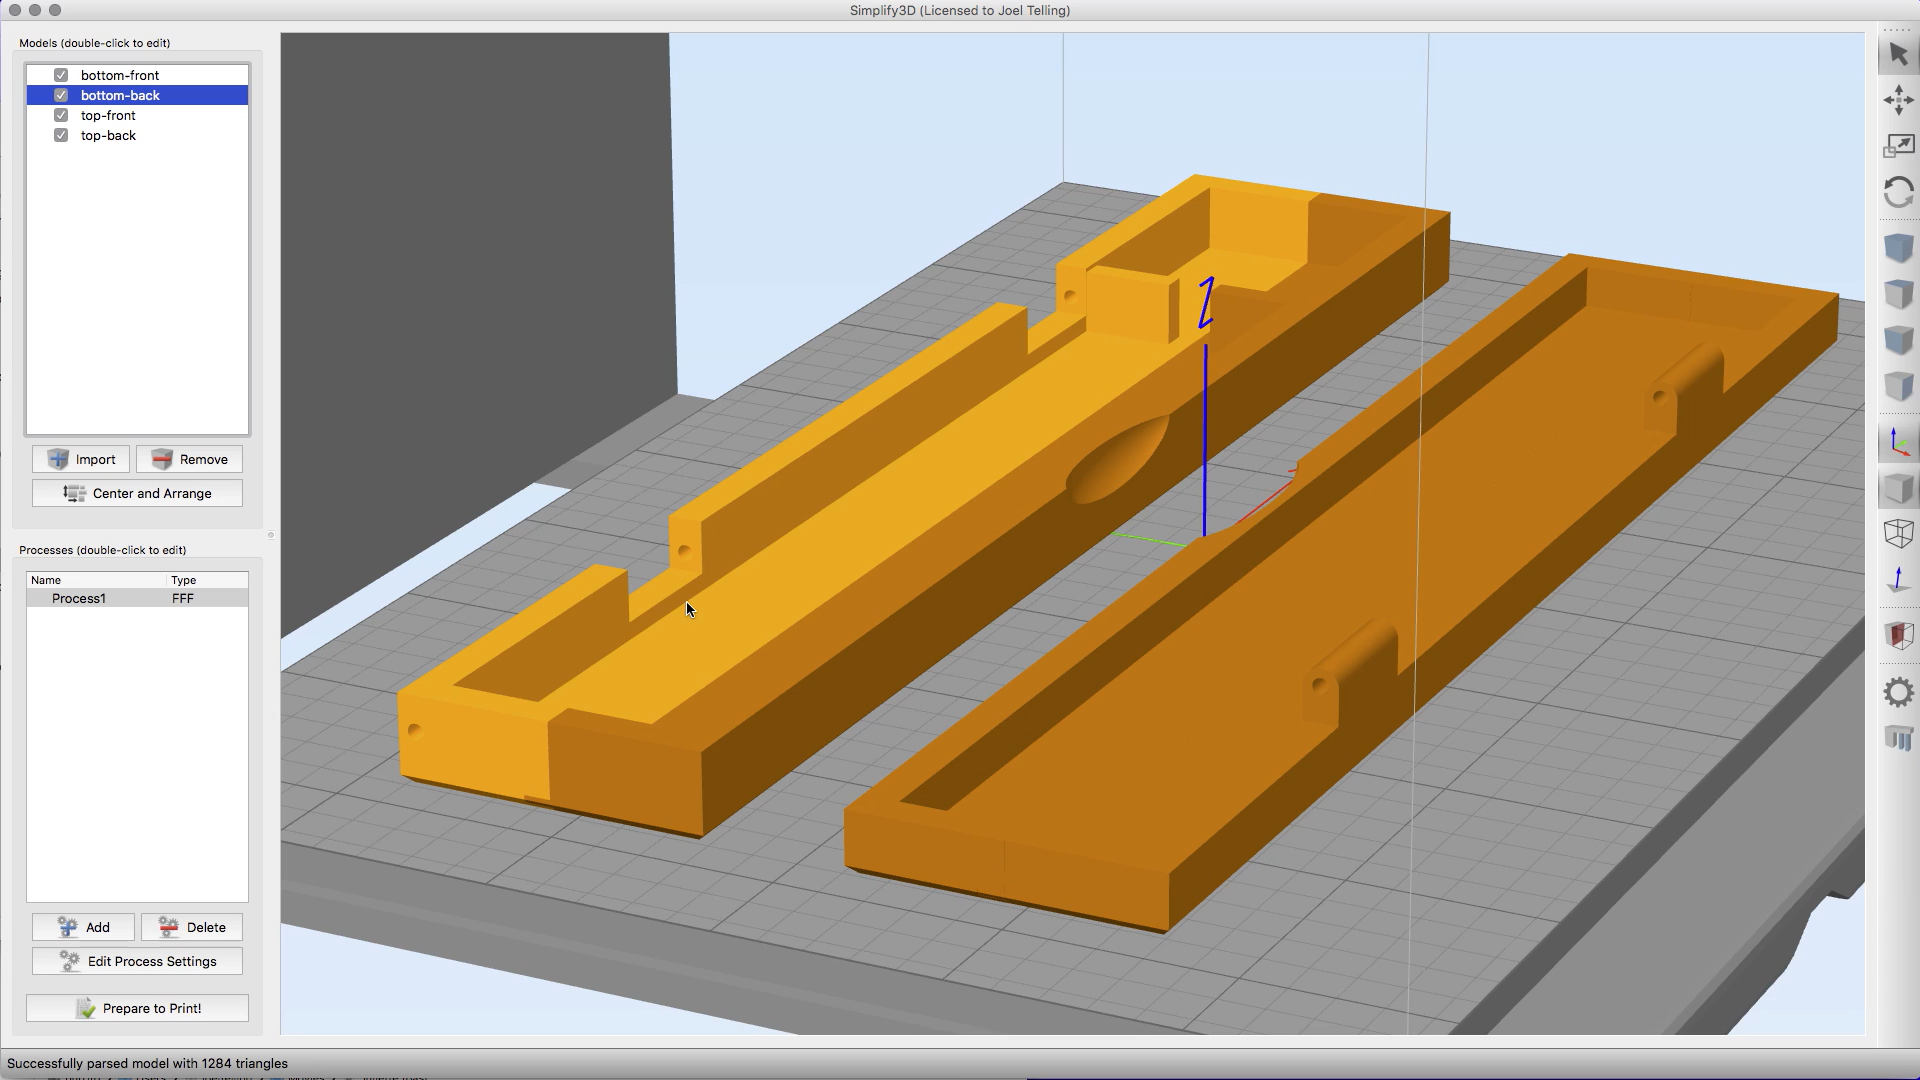 Simplify3D (Licensed to Joel Telling)
Models (double-click to edit)
bottom-front
bottom-back
top-front
top-back
Import Remove
Center and Arrange
Processes (double-click to edit)
Name Type
Process1 FFF
Add Delete
Edit Process Settings
Prepare to Print!
Z
Successfully parsed model with 1284 triangles